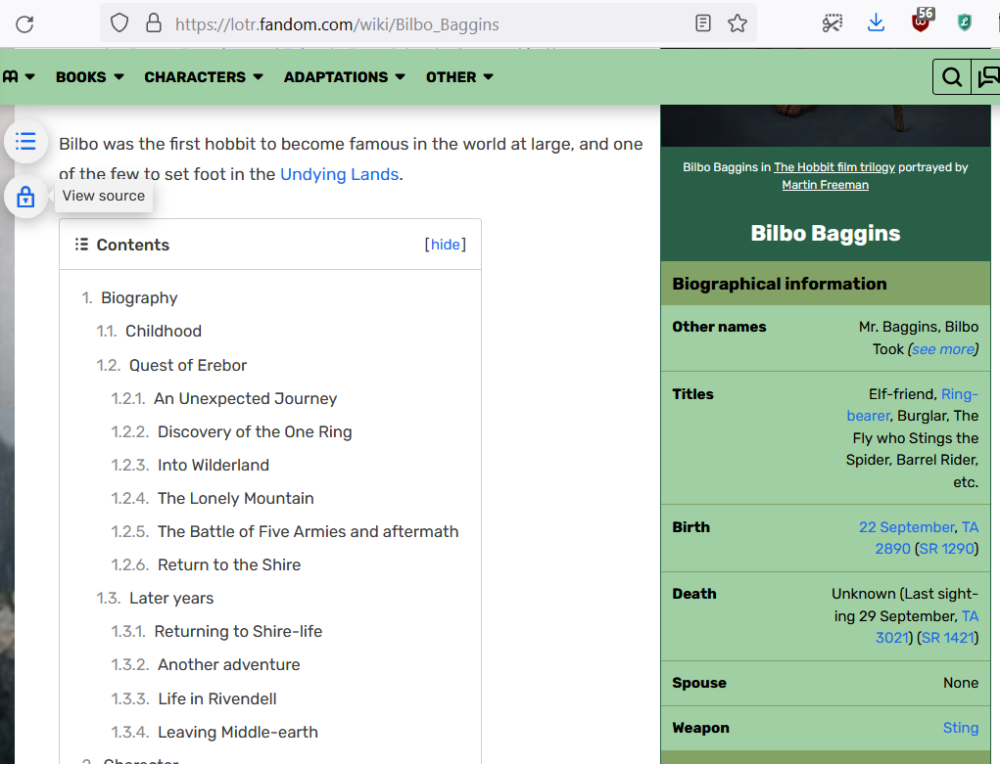 https://lotr.fandom.com/wiki/Bilbo_Baggins
56
BOOKS
CHARACTERS
ADAPTATIONS
OTHER
Bilbo was the first hobbit to become famous in the world at large, and one
of the few to set foot in the Undying Lands.
View source
Contents
[hide]
1. Biography
1.1. Childhood
1.2. Quest of Erebor
1.2.1. An Unexpected Journey
1.2.2. Discovery of the One Ring
1.2.3. Into Wilderland
1.2.4. The Lonely Mountain
1.2.5. The Battle of Five Armies and aftermath
1.2.6. Return to the Shire
1.3. Later years
1.3.1. Returning to Shire-life
1.3.2. Another adventure
1.3.3. Life in Rivendell
1.3.4. Leaving Middle-earth
2. Character
Bilbo Baggins in The Hobbit film trilogy portrayed by
Martin Freeman
Bilbo Baggins
Biographical information
Other names
Mr. Baggins, Bilbo
Took (see more)
Titles
Elf-friend, Ring-
bearer, Burglar, The
Fly who Stings the
Spider, Barrel Rider,
etc.
Birth
22 September, TA
2890 (SR 1290)
Death
Unknown (Last sight-
ing 29 September, TA
3021) (SR 1421)
Spouse
None
Weapon
Sting